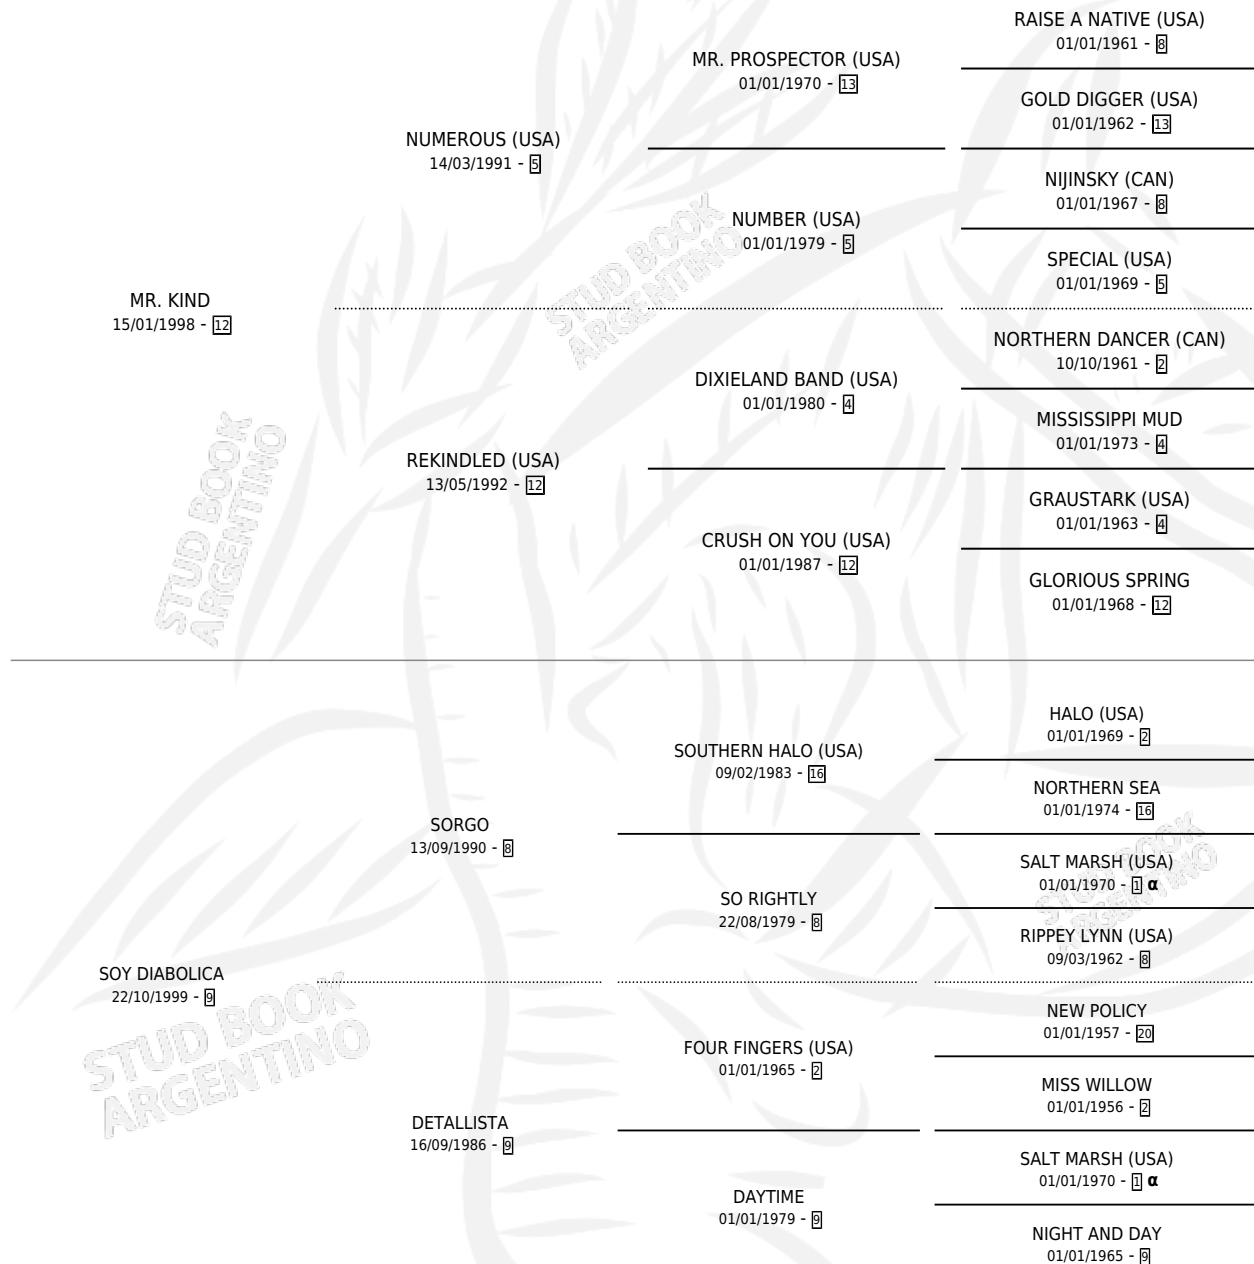 RAISE A NATIVE (USA)
01/01/1961 - 8
MR. PROSPECTOR (USA)
01/01/1970 - 13
GOLD DIGGER (USA)
01/01/1962 - 13
NUMEROUS (USA)
14/03/1991 - 5
NIJINSKY (CAN)
01/01/1967 - 8
NUMBER (USA)
01/01/1979 - 5
SPECIAL (USA)
01/01/1969 - 5
MR. KIND
15/01/1998 - 12
NORTHERN DANCER (CAN)
10/10/1961 - 2
DIXIELAND BAND (USA)
01/01/1980 - 4
MISSISSIPPI MUD
01/01/1973 - 4
REKINDLED (USA)
13/05/1992 - 12
GRAUSTARK (USA)
01/01/1963 - 4
CRUSH ON YOU (USA)
01/01/1987 - 12
GLORIOUS SPRING
01/01/1968 - 12
STUD BOOK
ARGENTINO
STUD BOOK
ARGENTINO
HALO (USA)
01/01/1969 - 2
SOUTHERN HALO (USA)
09/02/1983 - 16
NORTHERN SEA
01/01/1974 - 16
SORGO
13/09/1990 - 8
SALT MARSH (USA)
01/01/1970 - 1 α
SO RIGHTLY
22/08/1979 - 8
RIPPEY LYNN (USA)
09/03/1962 - 8
STUD BOOK
ARGENTINO
SOY DIABOLICA
22/10/1999 - 9
NEW POLICY
01/01/1957 - 20
FOUR FINGERS (USA)
01/01/1965 - 2
MISS WILLOW
01/01/1956 - 2
STUD BOOK
ARGENTINO
DETALLISTA
16/09/1986 - 9
SALT MARSH (USA)
01/01/1970 - 1 α
DAYTIME
01/01/1979 - 9
NIGHT AND DAY
01/01/1965 - 9